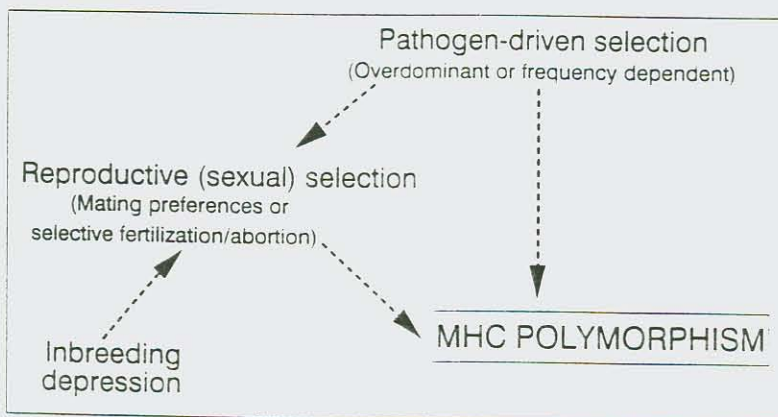 Pathogen-driven selection
(Overdominant or frequency dependent)
Reproductive (sexual) selection
(Mating preferences or
selective fertilization/abortion)
Inbreeding
depression
MHC POLYMORPHISM